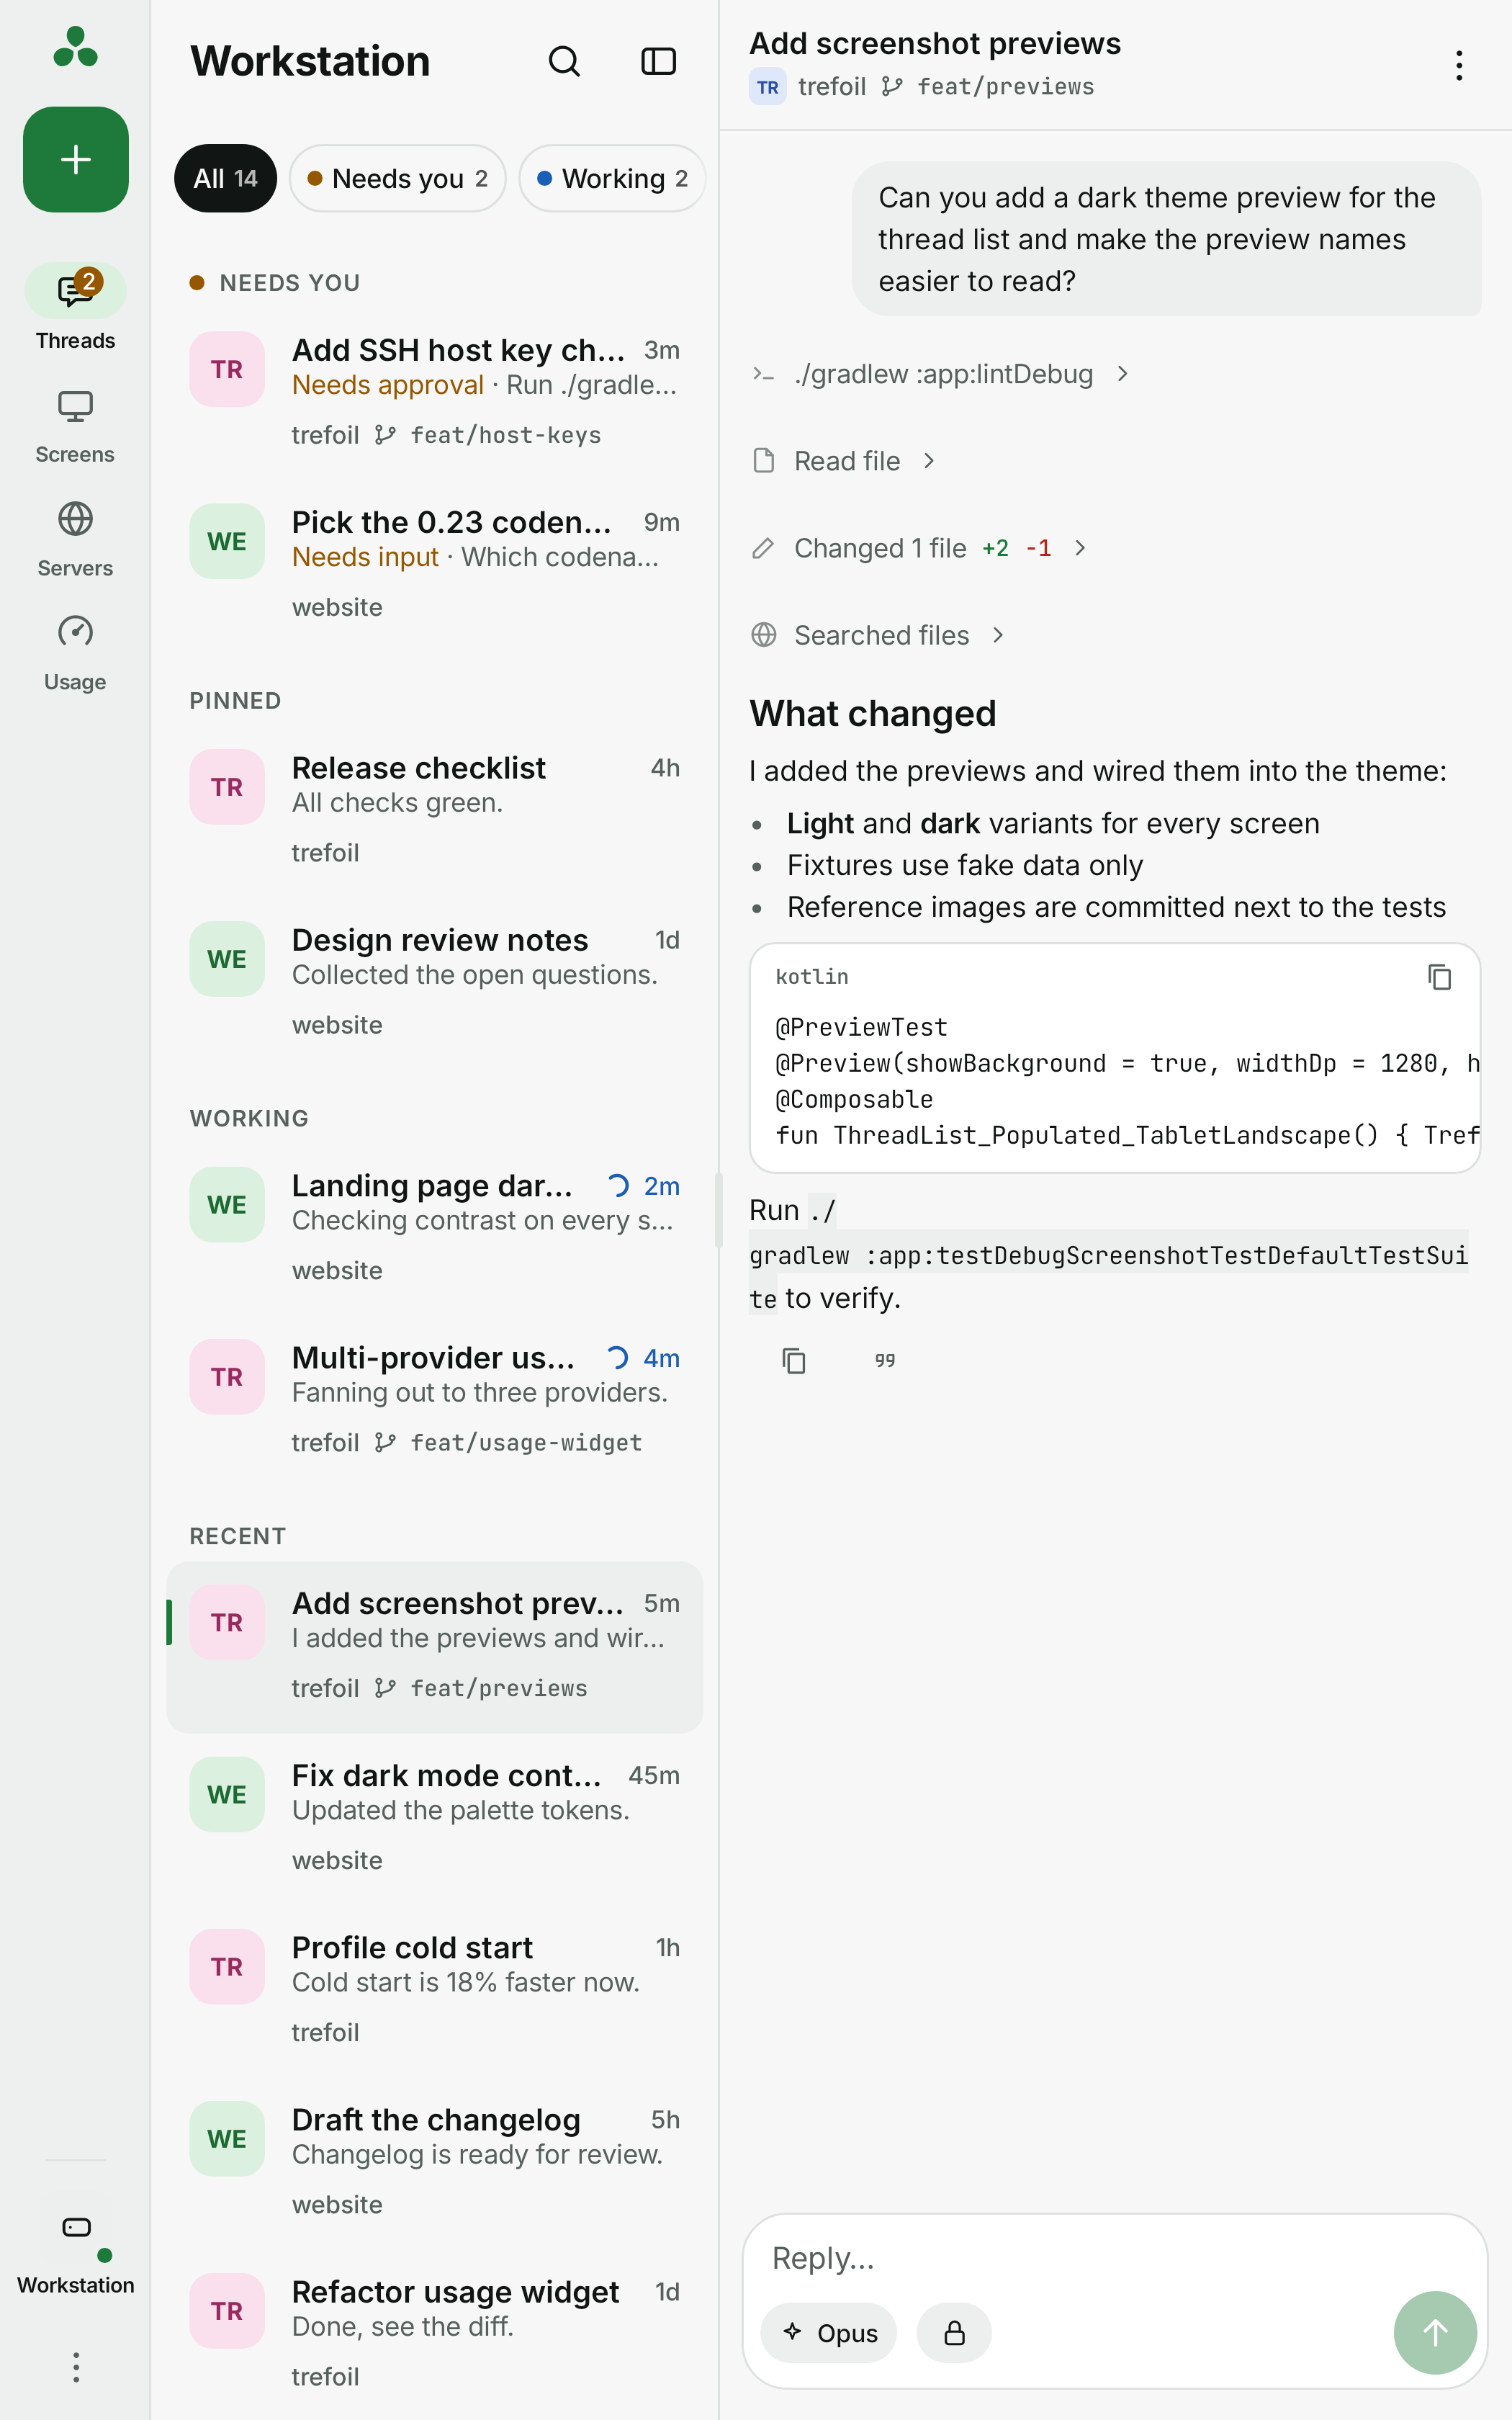 2
Threads
Screens
Servers
Usage
Workstation
Workstation
All 14
Needs you 2
Working 2
NEEDS YOU
TR
Add SSH host key ch... 3m
Needs approval · Run ./gradle...
trefoil feat/host-keys
WE
Pick the 0.23 coden... 9m
Needs input · Which codena...
website
PINNED
TR
Release checklist 4h
All checks green.
trefoil
WE
Design review notes 1d
Collected the open questions.
website
WORKING
WE
Landing page dar... 2m
Checking contrast on every s...
website
TR
Multi-provider us... 4m
Fanning out to three providers.
trefoil feat/usage-widget
RECENT
TR
Add screenshot prev... 5m
I added the previews and wir...
trefoil feat/previews
WE
Fix dark mode cont... 45m
Updated the palette tokens.
website
TR
Profile cold start 1h
Cold start is 18% faster now.
trefoil
WE
Draft the changelog 5h
Changelog is ready for review.
website
TR
Refactor usage widget 1d
Done, see the diff.
trefoil
Add screenshot previews
TR trefoil feat/previews
Can you add a dark theme preview for the
thread list and make the preview names
easier to read?
./gradlew :app:lintDebug
Read file
Changed 1 file +2 -1
Searched files
What changed
I added the previews and wired them into the theme:
• Light and dark variants for every screen
• Fixtures use fake data only
• Reference images are committed next to the tests
kotlin
@PreviewTest
@Preview(showBackground = true, widthDp = 1280, h
@Composable
fun ThreadList_Populated_TabletLandscape() { Tref
Run ./
gradlew :app:testDebugScreenshotTestDefaultTestSui
te to verify.
Reply...
Opus